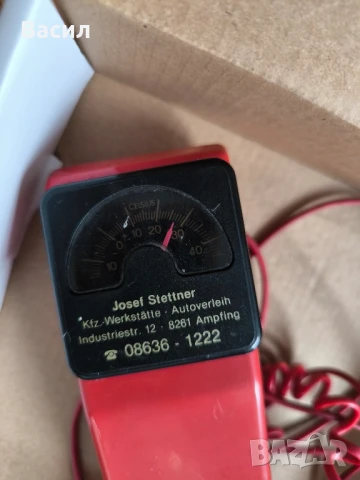 Васил
10 0 10 20 30 40
Josef Stettner
Kfz.-Werkstätte · Autoverleih
Industriestr. 12 · 8261 Ampfing
☎ 08636 - 1222
BAZAR